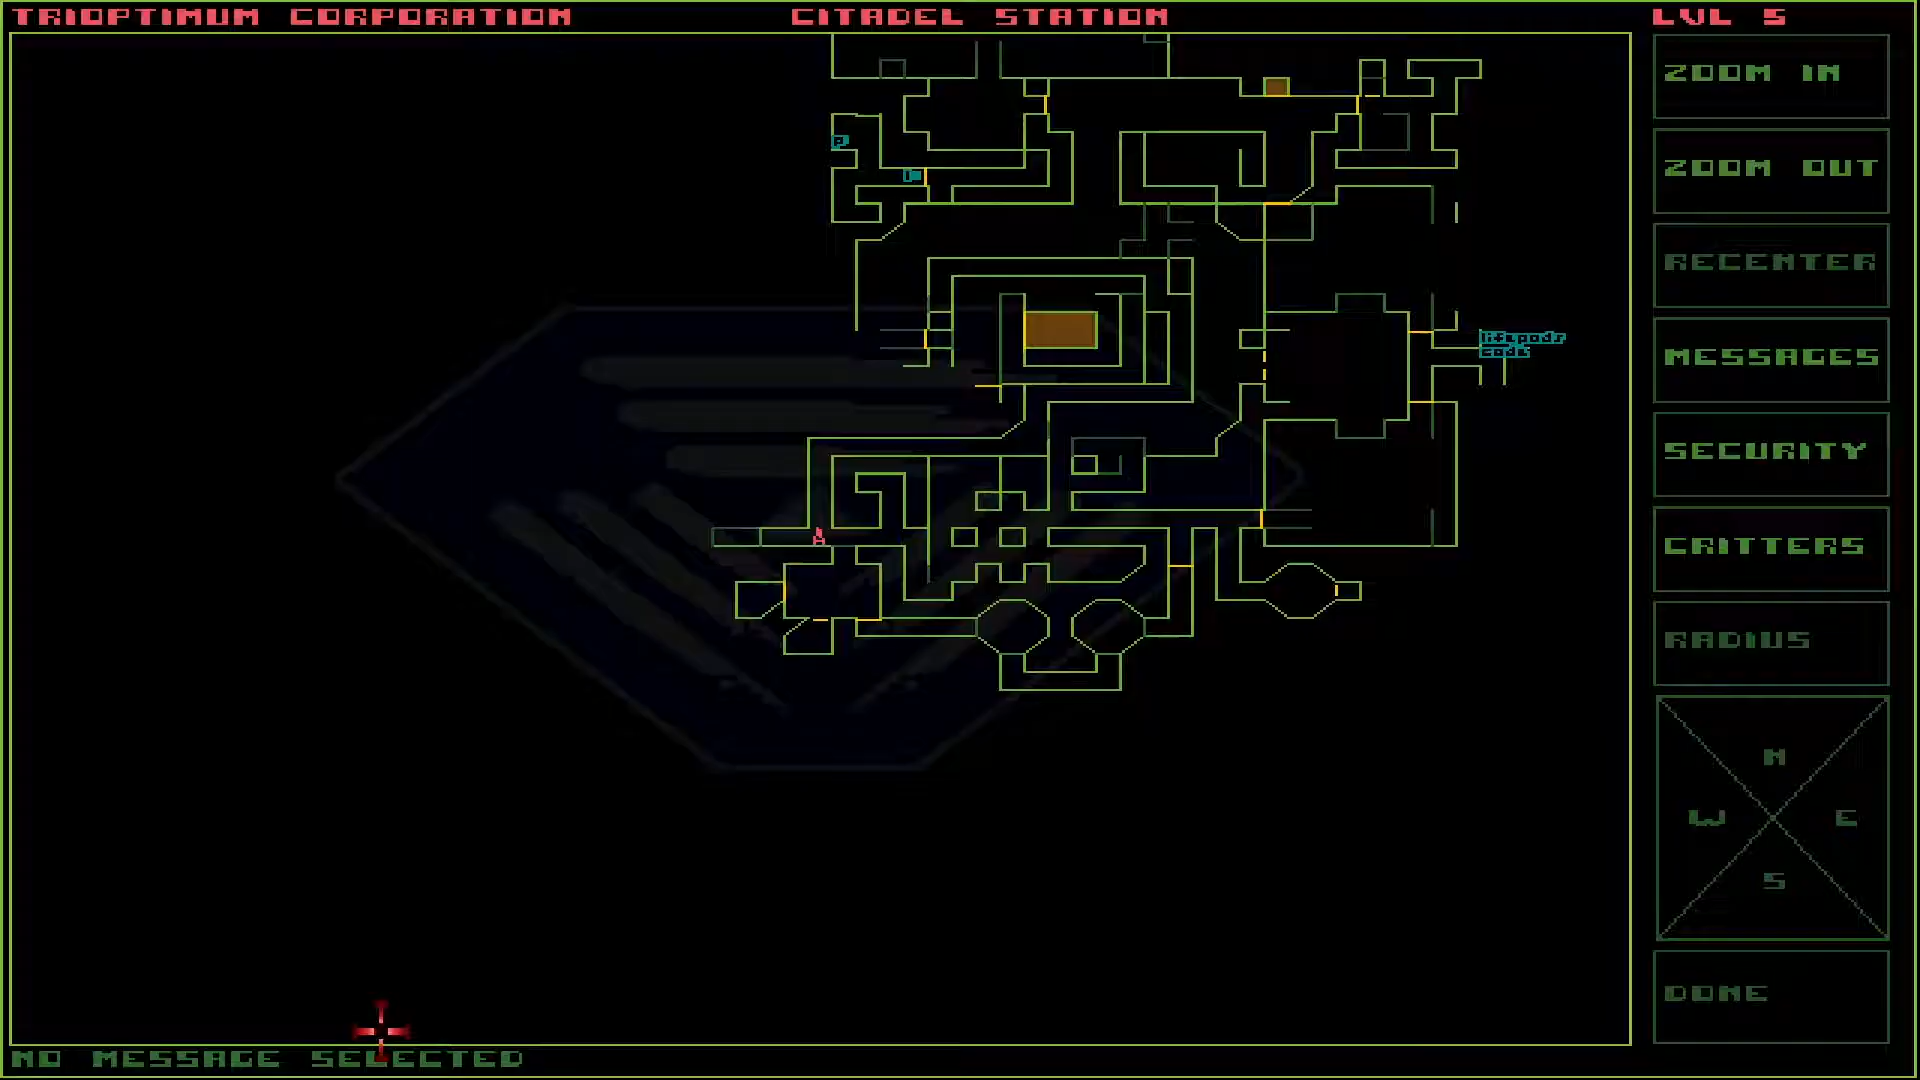 TRIOPTIMUM CORPORATION
CITADEL STATION
LVL 5
ZOOM IN
ZOOM OUT
RECENTER
MESSAGES
SECURITY
CRITTERS
RADIUS
N
W E
S
DONE
NO MESSAGE SELECTED